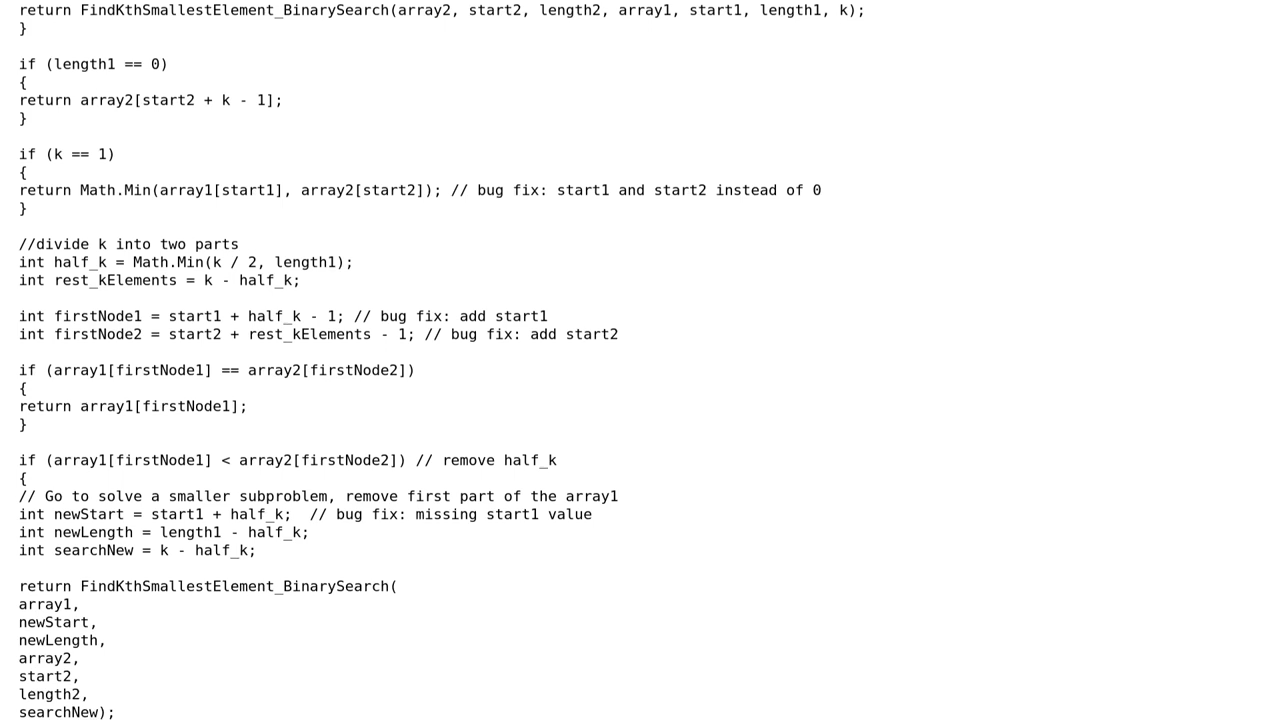 return FindKthSmallestElement_BinarySearch(array2, start2, length2, array1, start1, length1, k);
}
if (length1 == 0)
{
return array2[start2 + k - 1];
}
if (k == 1)
{
return Math.Min(array1[start1], array2[start2]); // bug fix: start1 and start2 instead of 0
}
//divide k into two parts
int half_k = Math.Min(k / 2, length1);
int rest_kElements = k - half_k;
int firstNode1 = start1 + half_k - 1; // bug fix: add start1
int firstNode2 = start2 + rest_kElements - 1; // bug fix: add start2
if (array1[firstNode1] == array2[firstNode2])
{
return array1[firstNode1];
}
if (array1[firstNode1] < array2[firstNode2]) // remove half_k
{
// Go to solve a smaller subproblem, remove first part of the array1
int newStart = start1 + half_k;  // bug fix: missing start1 value
int newLength = length1 - half_k;
int searchNew = k - half_k;
return FindKthSmallestElement_BinarySearch(
array1,
newStart,
newLength,
array2,
start2,
length2,
searchNew);